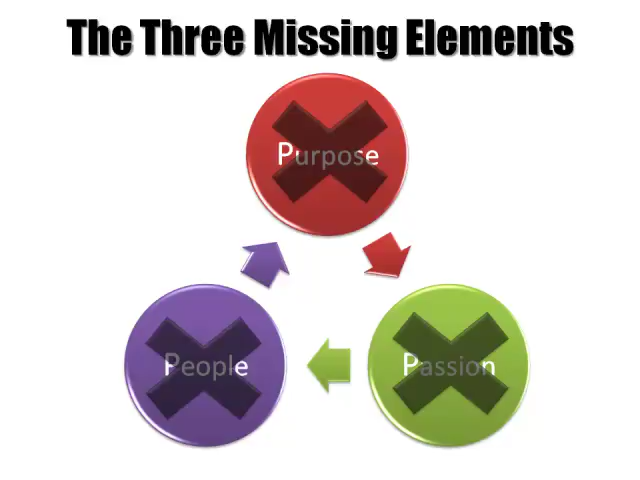 The Three Missing Elements
Purpose
People
Passion